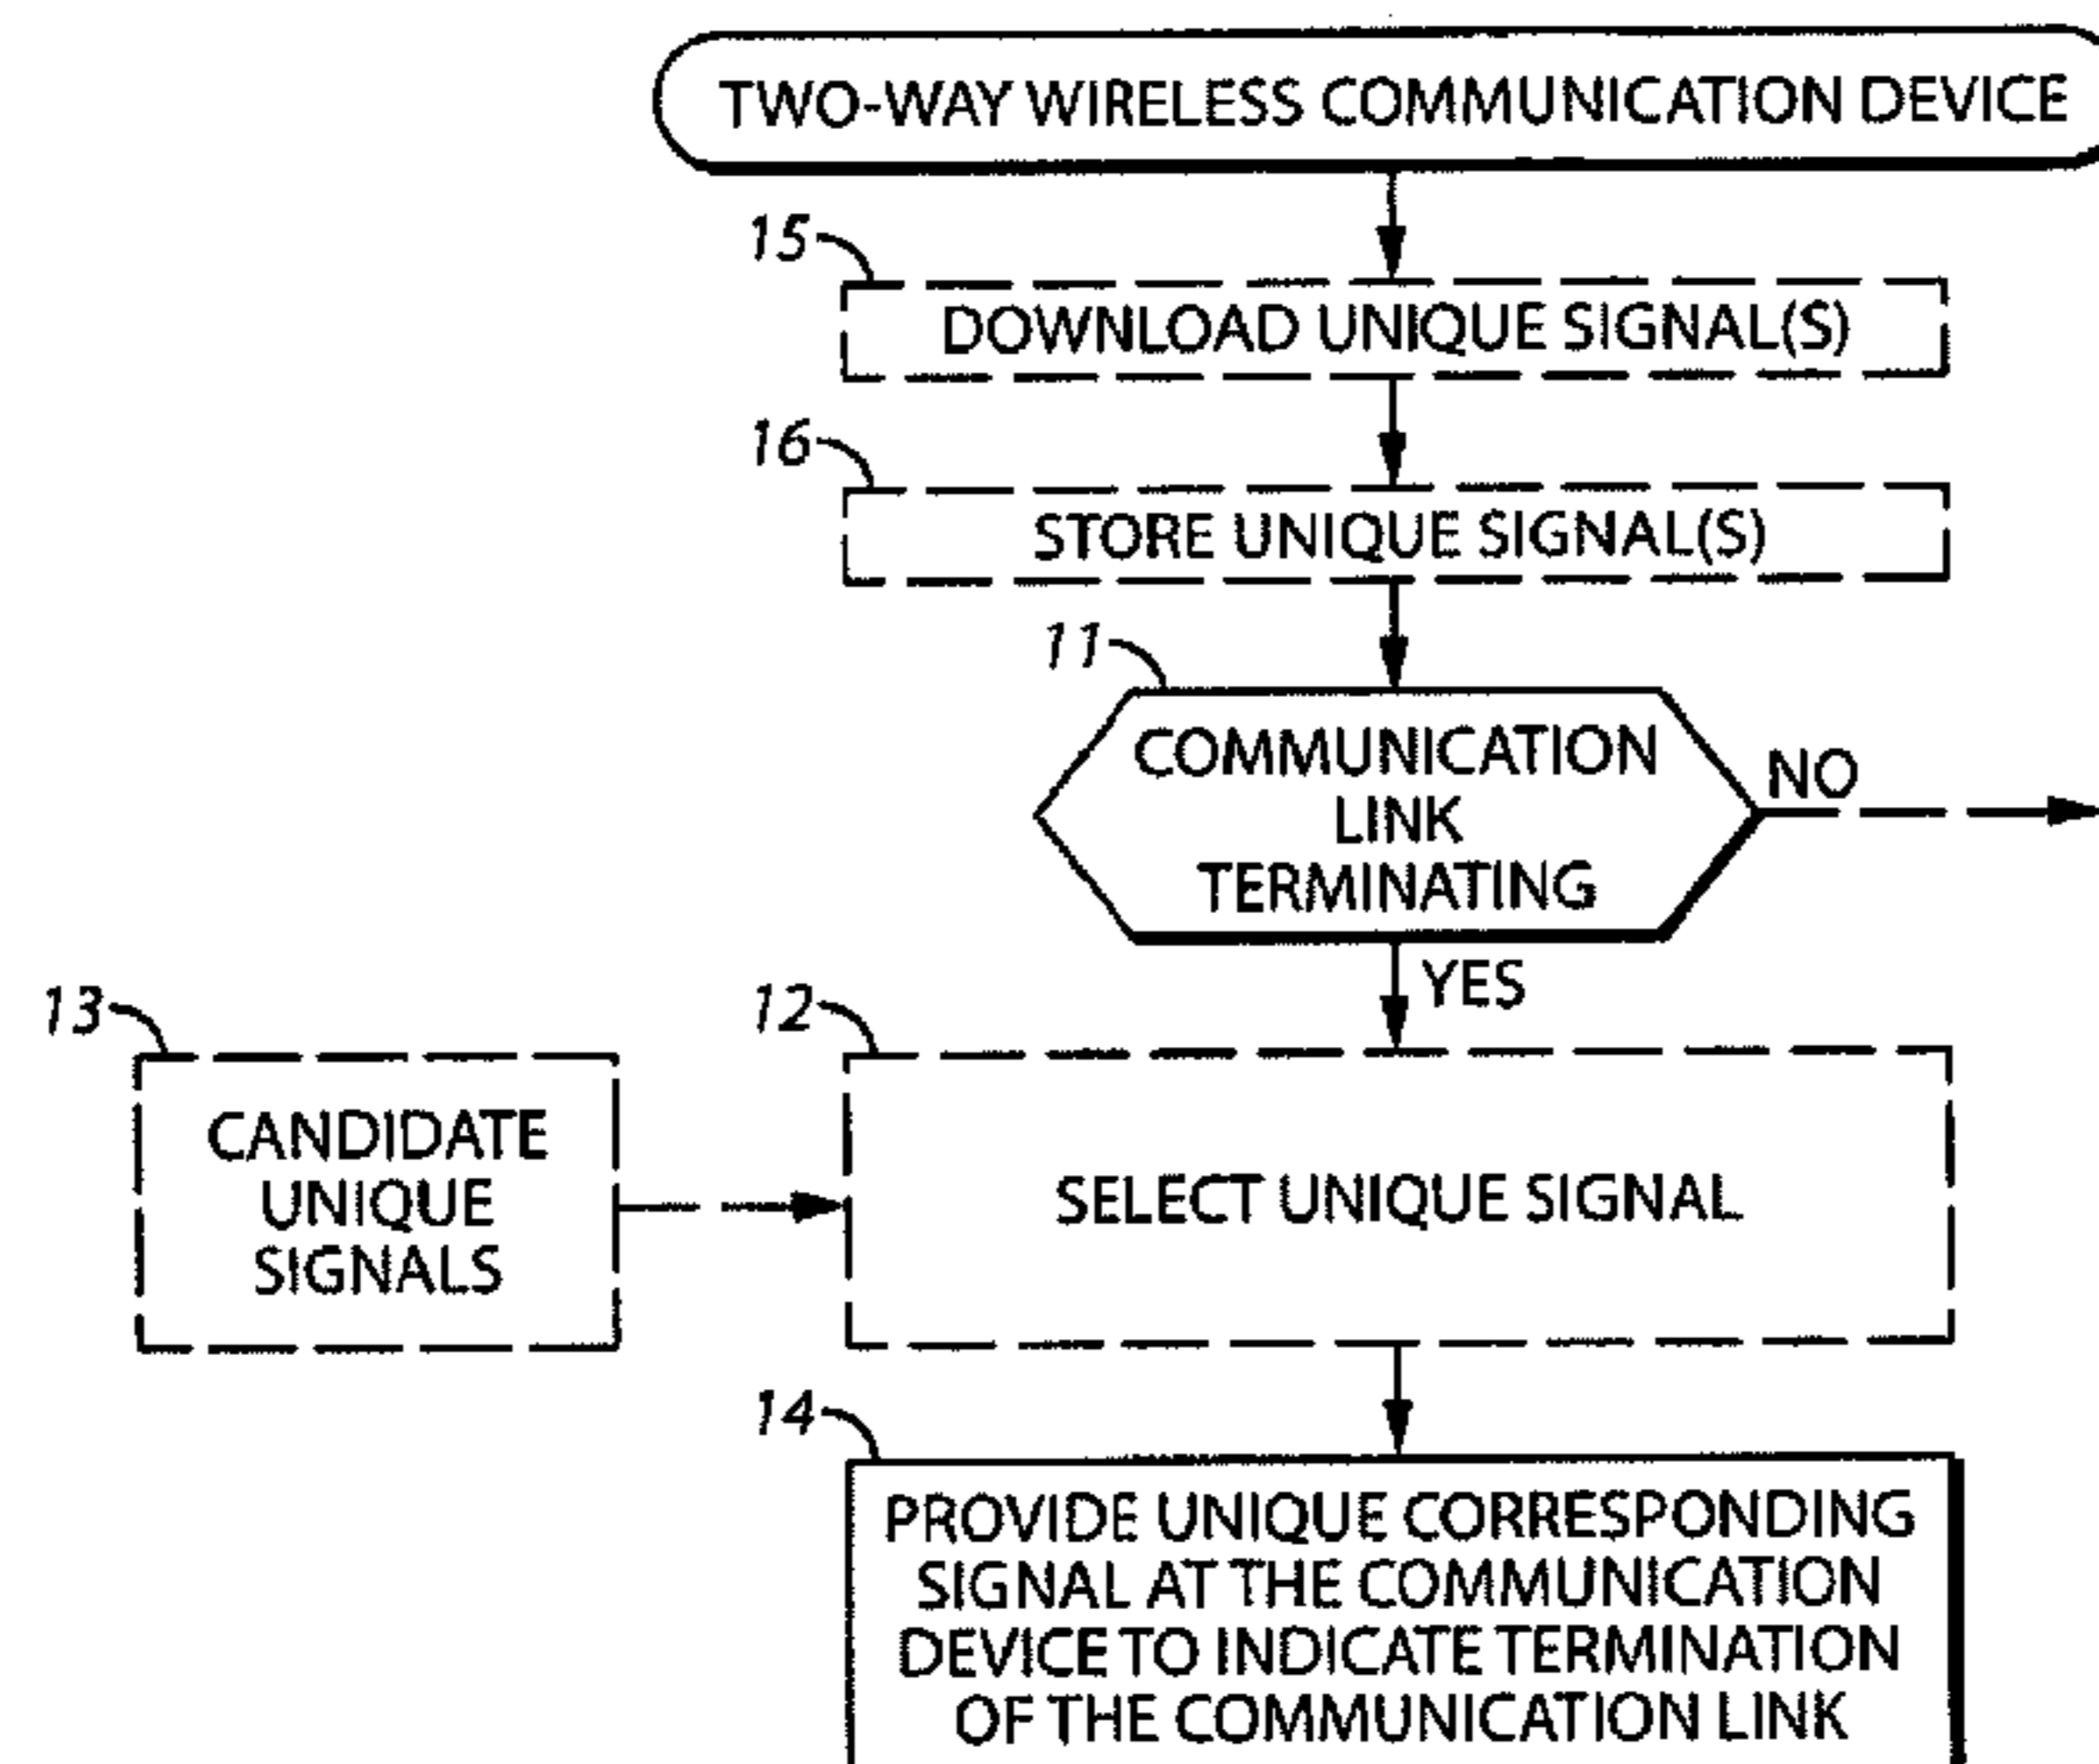 TWO-WAY WIRELESS COMMUNICATION DEVICE
15
DOWNLOAD UNIQUE SIGNAL(S)
16
STORE UNIQUE SIGNAL(S)
11
COMMUNICATION
LINK
TERMINATING
NO
YES
13
CANDIDATE
UNIQUE
SIGNALS
12
SELECT UNIQUE SIGNAL
14
PROVIDE UNIQUE CORRESPONDING
SIGNAL AT THE COMMUNICATION
DEVICE TO INDICATE TERMINATION
OF THE COMMUNICATION LINK